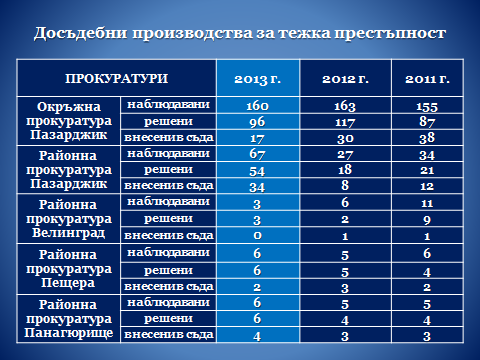 Досъдебни производства за тежка престъпност
ПРОКУРАТУРИ 2013 г. 2012 г. 2011 г.
Окръжна прокуратура Пазарджик
наблюдавани 160 163 155
решени 96 117 87
внесени в съда 17 30 38
Районна прокуратура Пазарджик
наблюдавани 67 27 34
решени 54 18 21
внесени в съда 34 8 12
Районна прокуратура Велинград
наблюдавани 3 6 11
решени 3 2 9
внесени в съда 0 1 1
Районна прокуратура Пещера
наблюдавани 6 5 6
решени 6 5 4
внесени в съда 2 3 2
Районна прокуратура Панагюрище
наблюдавани 6 5 5
решени 6 4 4
внесени в съда 4 3 3